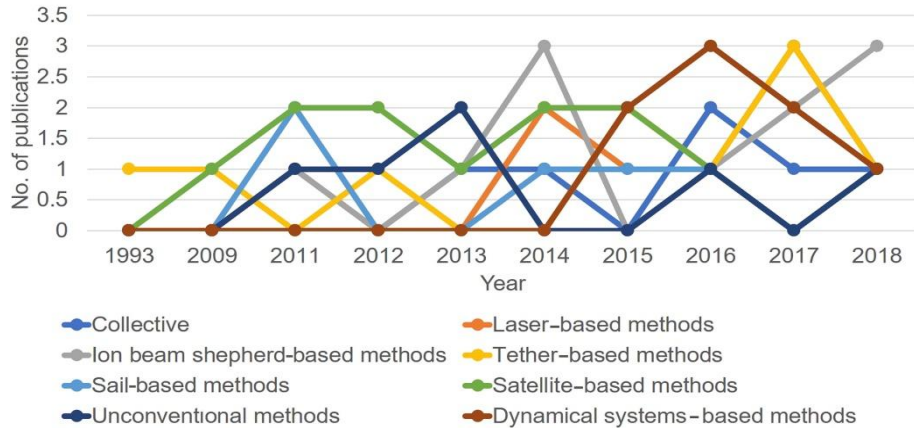 No. of publications
3.5
3
2.5
2
1.5
1
0.5
0
1993 2009 2011 2012 2013 2014 2015 2016 2017 2018
Year
Collective
Laser-based methods
Ion beam shepherd-based methods
Tether-based methods
Sail-based methods
Satellite-based methods
Unconventional methods
Dynamical systems-based methods